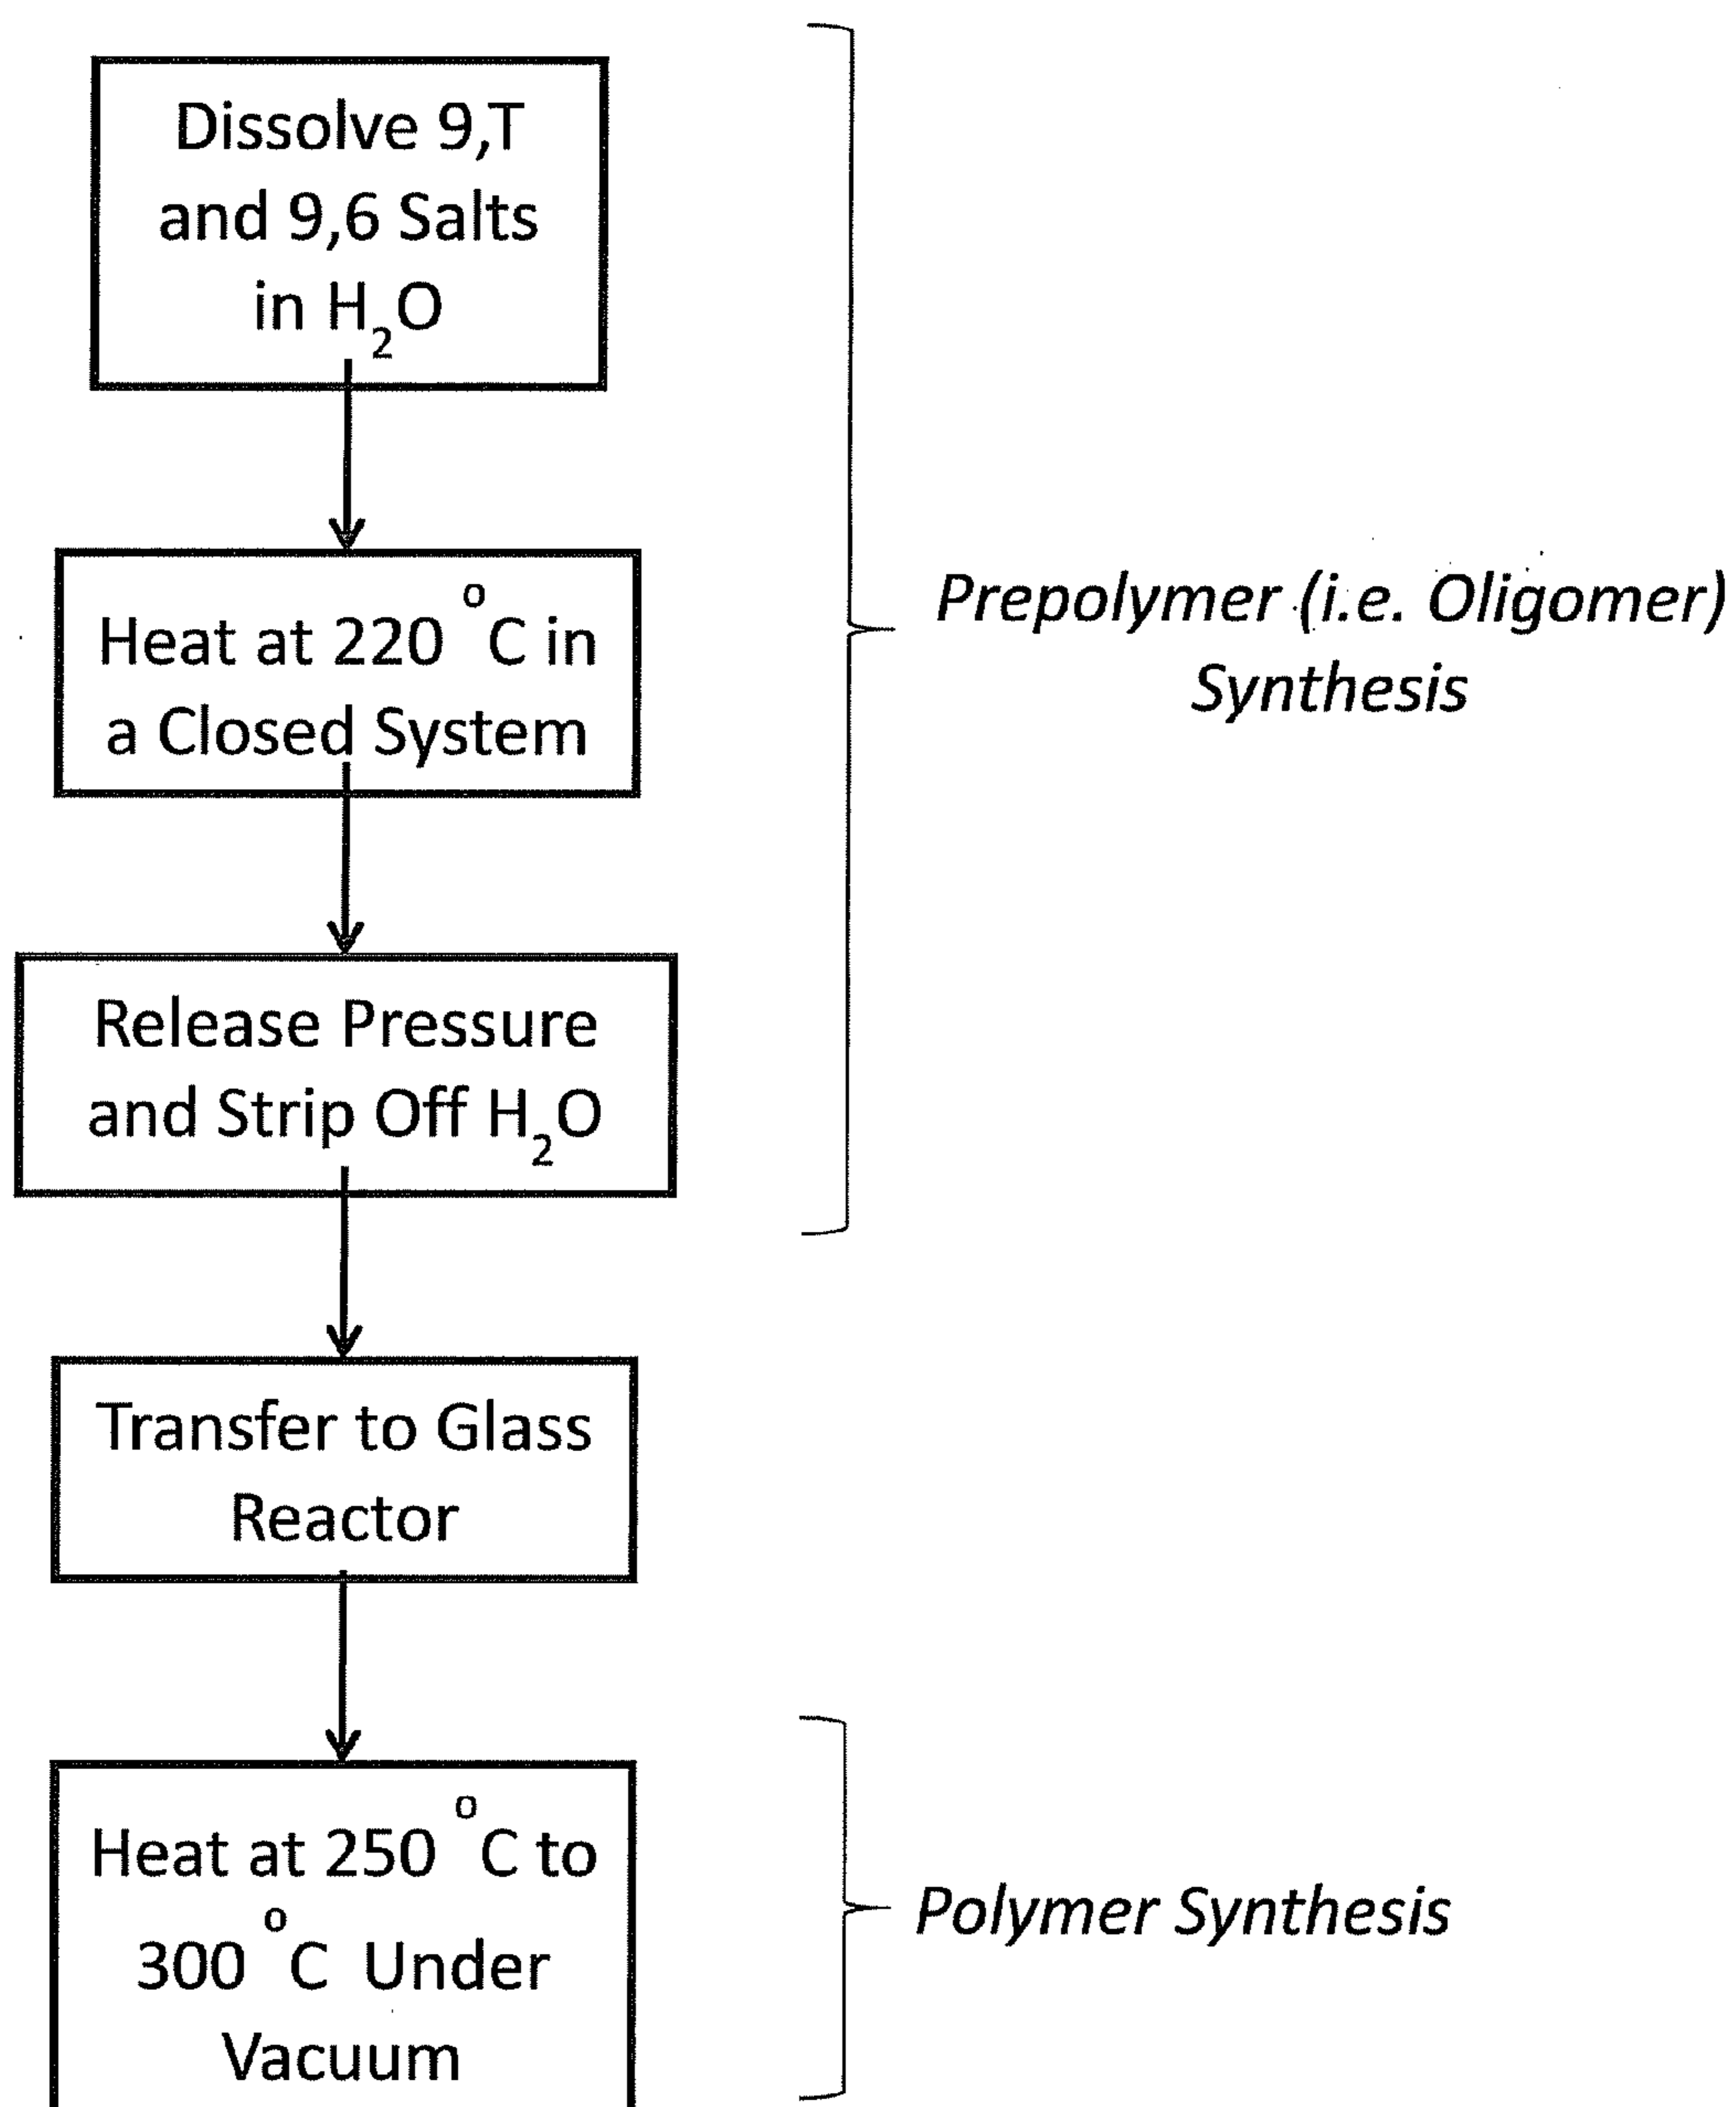 Dissolve 9,T
and 9,6 Salts
in H₂O
Heat at 220 °C in
a Closed System
Release Pressure
and Strip Off H₂O
Prepolymer (i.e. Oligomer)
Synthesis
Transfer to Glass
Reactor
Heat at 250 °C to
300 °C Under
Vacuum
Polymer Synthesis